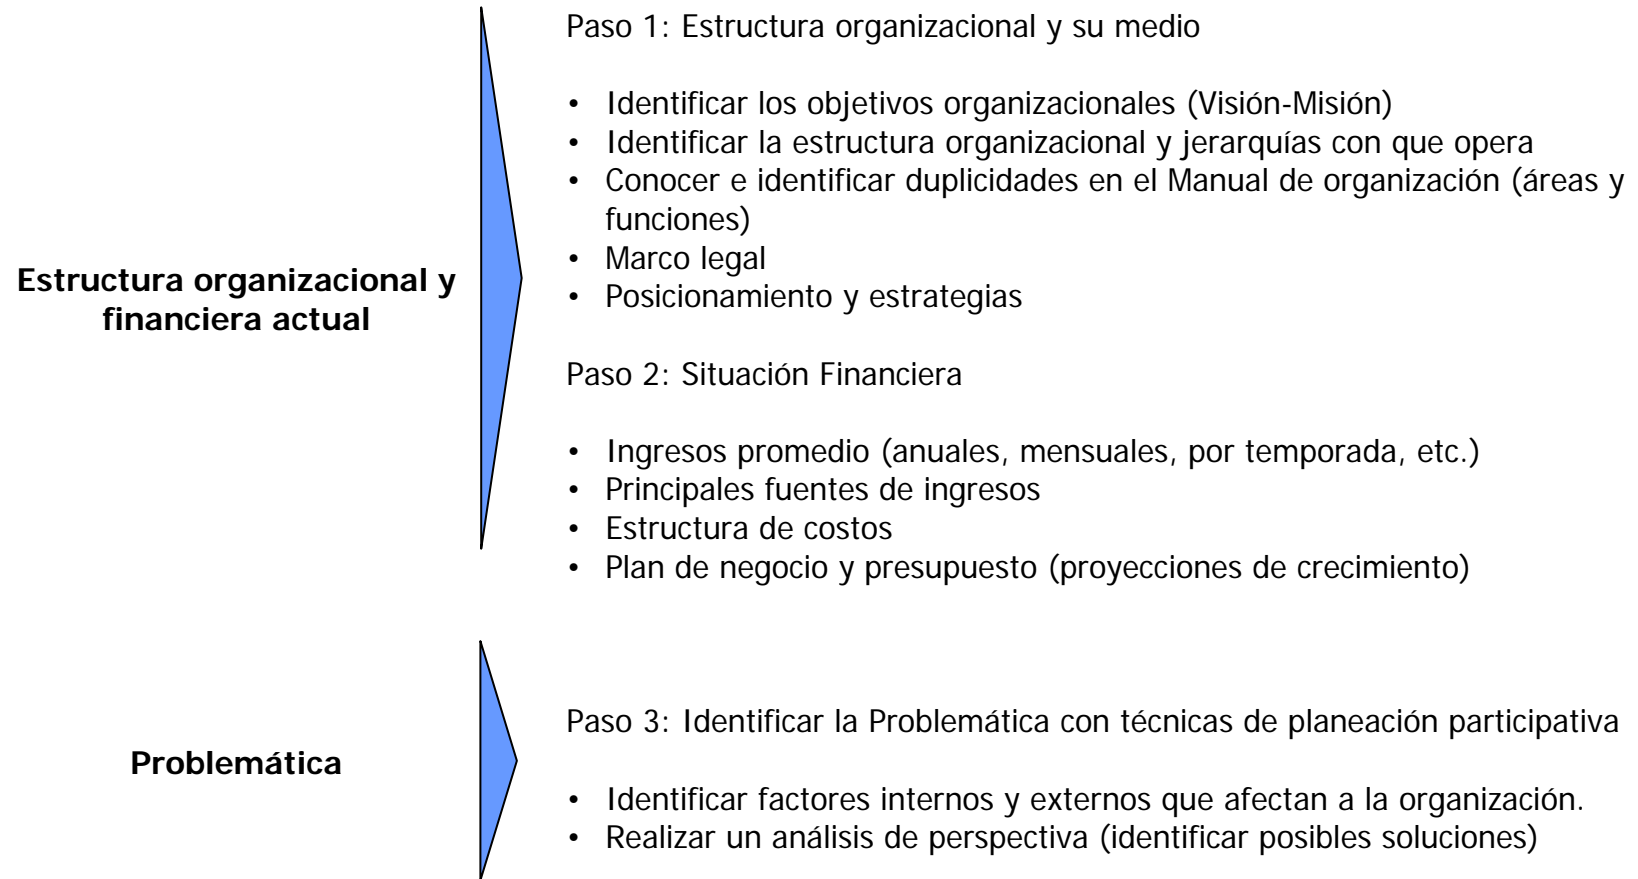 Paso 1: Estructura organizacional y su medio
• Identificar los objetivos organizacionales (Visión-Misión)
• Identificar la estructura organizacional y jerarquías con que opera
• Conocer e identificar duplicidades en el Manual de organización (áreas y
funciones)
• Marco legal
• Posicionamiento y estrategias
Estructura organizacional y
financiera actual
Paso 2: Situación Financiera
• Ingresos promedio (anuales, mensuales, por temporada, etc.)
• Principales fuentes de ingresos
• Estructura de costos
• Plan de negocio y presupuesto (proyecciones de crecimiento)
Problemática
Paso 3: Identificar la Problemática con técnicas de planeación participativa
• Identificar factores internos y externos que afectan a la organización.
• Realizar un análisis de perspectiva (identificar posibles soluciones)